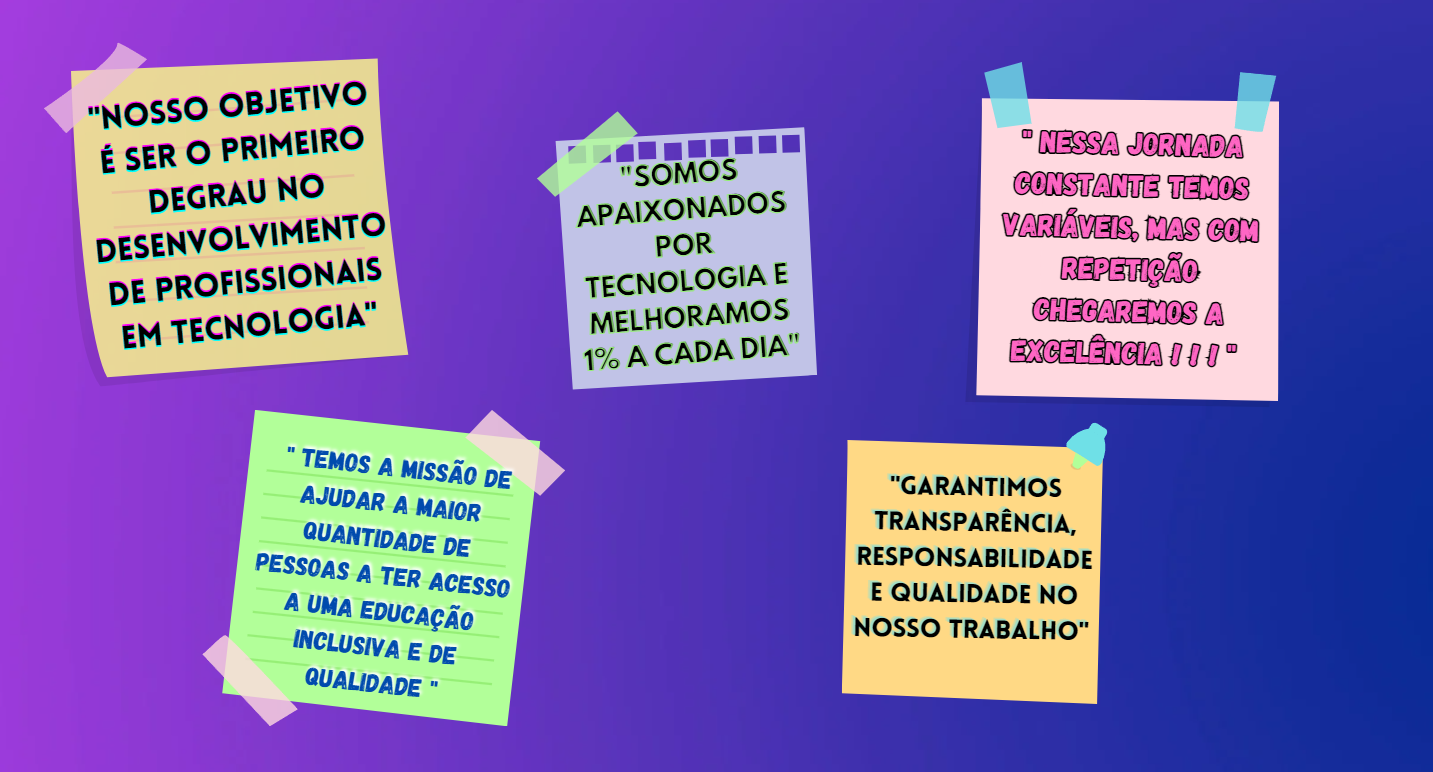 "NOSSO OBJETIVO
É SER O PRIMEIRO
DEGRAU NO
DESENVOLVIMENTO
DE PROFISSIONAIS
EM TECNOLOGIA"
"SOMOS
APAIXONADOS
POR
TECNOLOGIA E
MELHORAMOS
1% A CADA DIA"
" NESSA JORNADA
CONSTANTE TEMOS
VARIÁVEIS, MAS COM
REPETIÇÃO
CHEGAREMOS A
EXCELÊNCIA ! ! ! "
" TEMOS A MISSÃO DE
AJUDAR A MAIOR
QUANTIDADE DE
PESSOAS A TER ACESSO
A UMA EDUCAÇÃO
INCLUSIVA E DE
QUALIDADE "
"GARANTIMOS
TRANSPARÊNCIA,
RESPONSABILIDADE
E QUALIDADE NO
NOSSO TRABALHO"